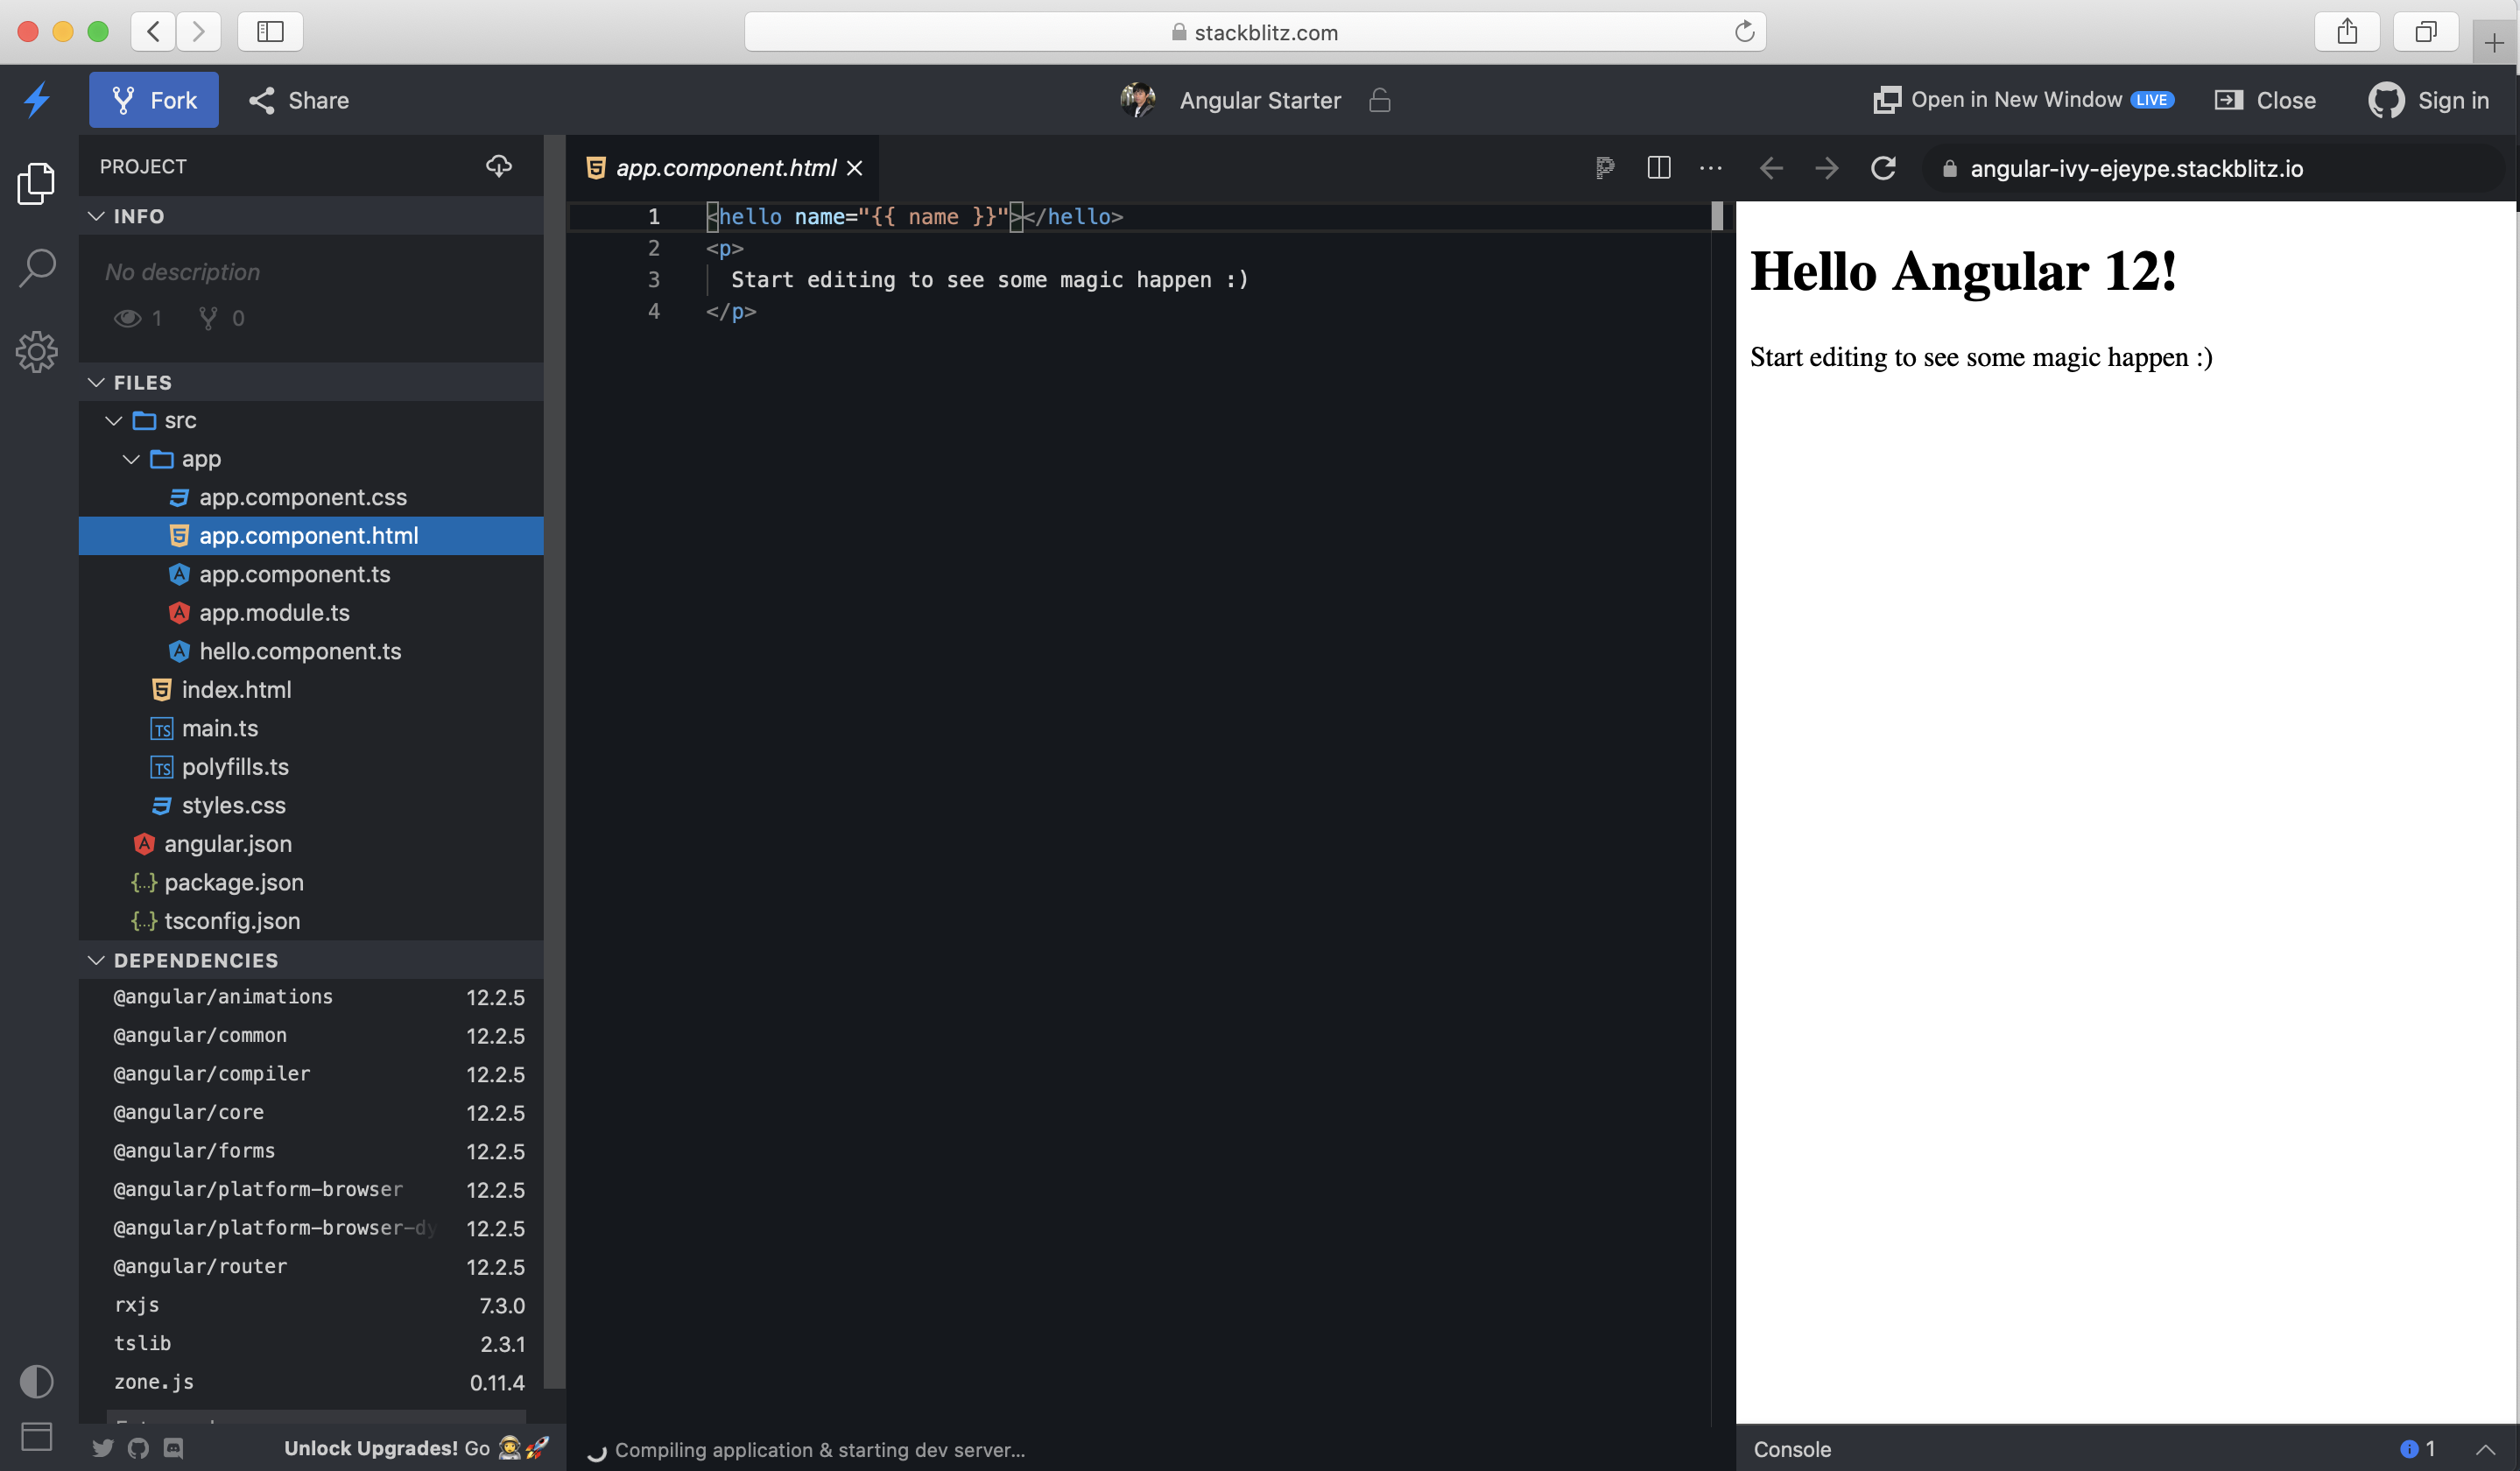 stackblitz.com
Fork
Share
Angular Starter
Open in New Window LIVE
Close
Sign in
PROJECT
INFO
No description
1 0
FILES
src
app
app.component.css
app.component.html
app.component.ts
app.module.ts
hello.component.ts
index.html
main.ts
polyfills.ts
styles.css
angular.json
package.json
tsconfig.json
DEPENDENCIES
@angular/animations 12.2.5
@angular/common 12.2.5
@angular/compiler 12.2.5
@angular/core 12.2.5
@angular/forms 12.2.5
@angular/platform-browser 12.2.5
@angular/platform-browser-dy 12.2.5
@angular/router 12.2.5
rxjs 7.3.0
tslib 2.3.1
zone.js 0.11.4
Unlock Upgrades! Go
app.component.html
1 <hello name="{{ name }}"></hello>
2 <p>
3 Start editing to see some magic happen :)
4 </p>
Compiling application & starting dev server...
angular-ivy-ejeype.stackblitz.io
Hello Angular 12!
Start editing to see some magic happen :)
Console
1